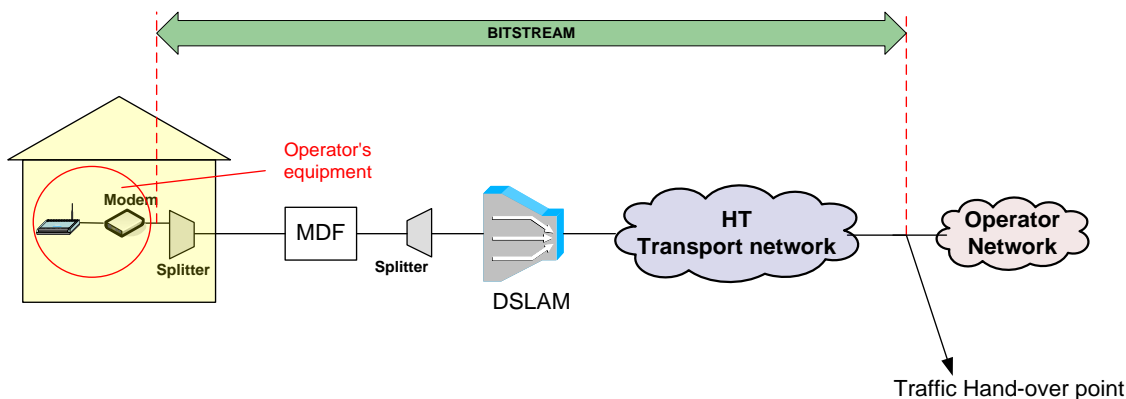 BITSTREAM
Operator's
equipment
Modem
Splitter
MDF
Splitter
DSLAM
HT
Transport network
Operator
Network
Traffic Hand-over point